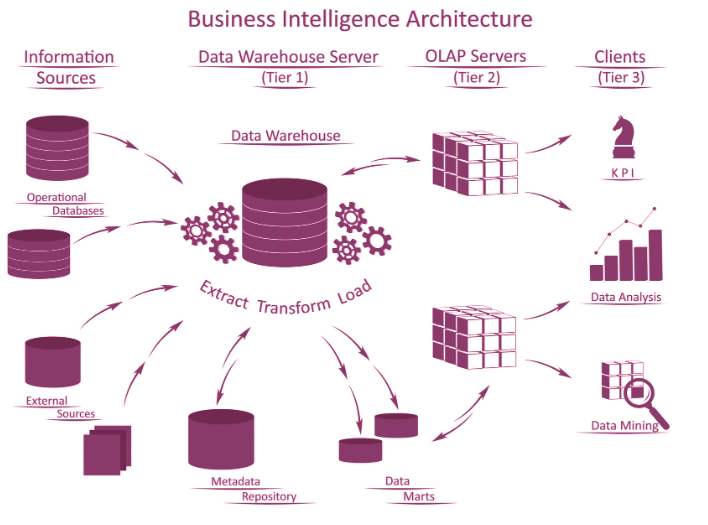 Business Intelligence Architecture
Information
Sources
Data Warehouse Server
(Tier 1)
OLAP Servers
(Tier 2)
Clients
(Tier 3)
Data Warehouse
Operational
Databases
Extract Transform Load
External
Sources
Metadata
Repository
Data
Marts
K P I
Data Analysis
Data Mining